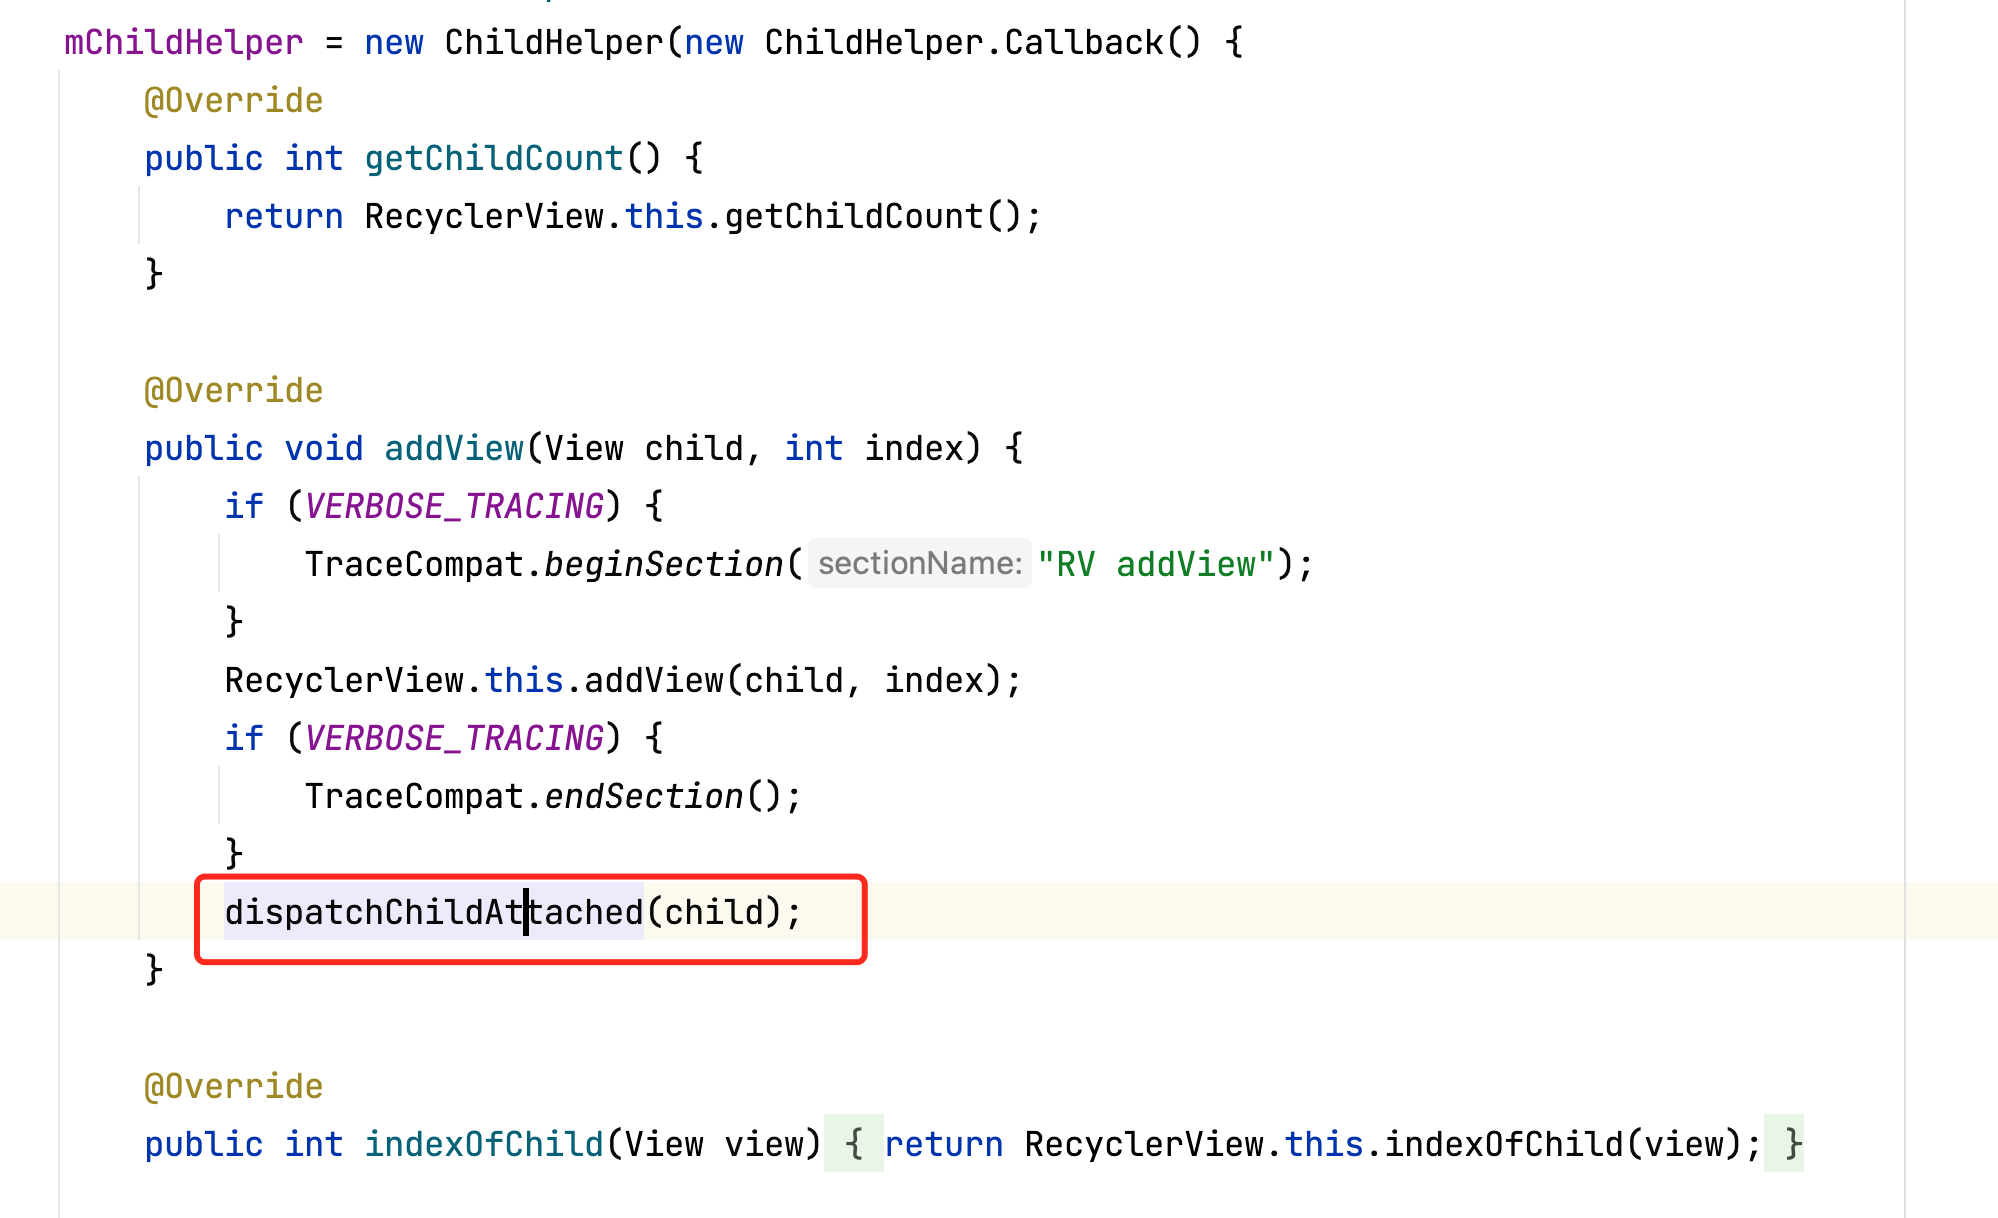 mChildHelper = new ChildHelper(new ChildHelper.Callback() {
    @Override
    public int getChildCount() {
        return RecyclerView.this.getChildCount();
    }

    @Override
    public void addView(View child, int index) {
        if (VERBOSE_TRACING) {
            TraceCompat.beginSection( sectionName: "RV addView");
        }
        RecyclerView.this.addView(child, index);
        if (VERBOSE_TRACING) {
            TraceCompat.endSection();
        }
        dispatchChildAttached(child);
    }

    @Override
    public int indexOfChild(View view) { return RecyclerView.this.indexOfChild(view); }